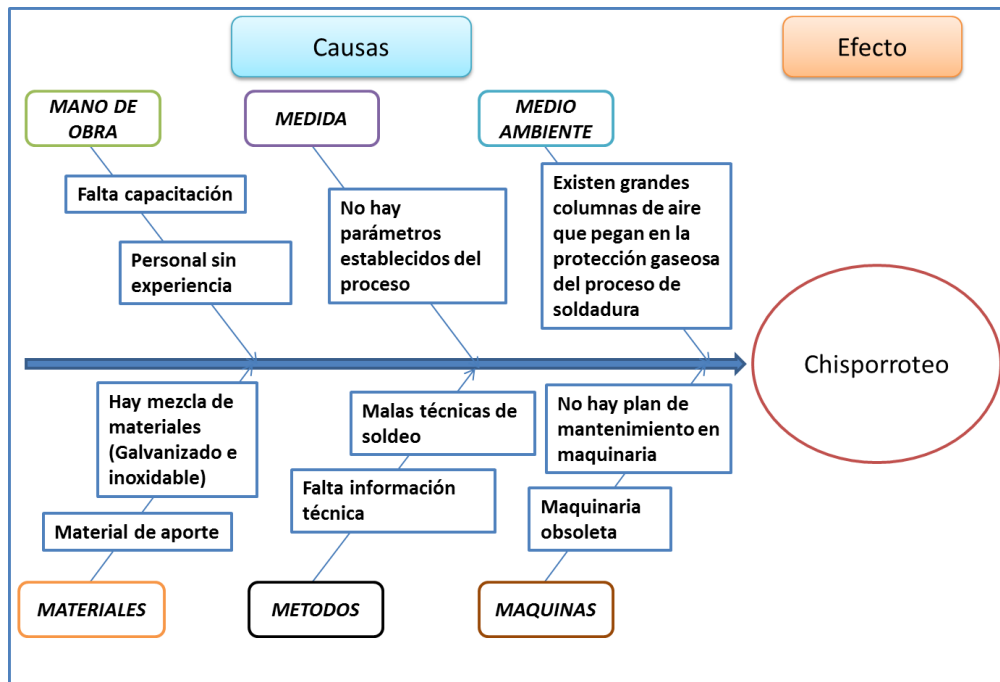 Causas
Efecto
MANO DE
OBRA
MEDIDA
MEDIO
AMBIENTE
Falta capacitación
Personal sin
experiencia
No hay
parámetros
establecidos del
proceso
Existen grandes
columnas de aire
que pegan en la
protección gaseosa
del proceso de
soldadura
Chisporroteo
Hay mezcla de
materiales
(Galvanizado e
inoxidable)
Material de aporte
Malas técnicas de
soldeo
Falta información
técnica
No hay plan de
mantenimiento en
maquinaria
Maquinaria
obsoleta
MATERIALES
METODOS
MAQUINAS